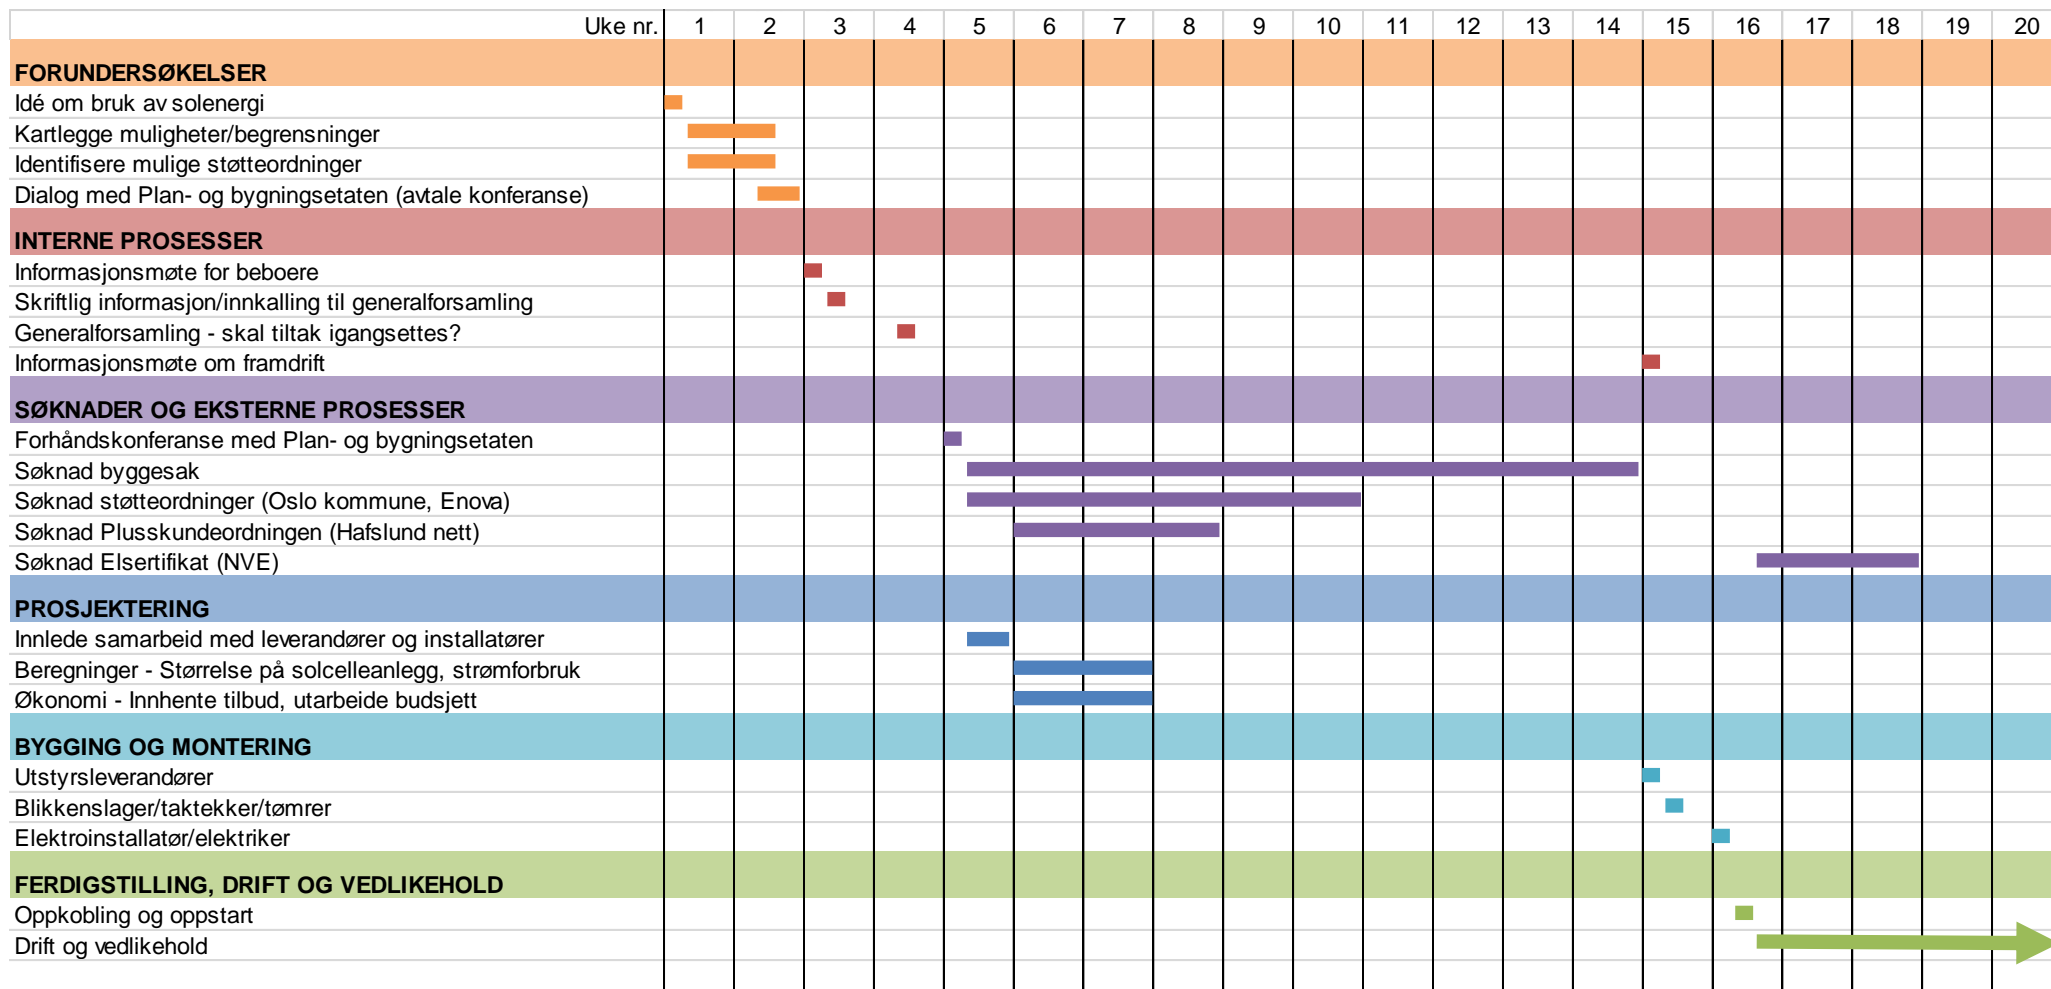 Uke nr. 1 2 3 4 5 6 7 8 9 10 11 12 13 14 15 16 17 18 19 20
FORUNDERSØKELSER
Idé om bruk av solenergi
Kartlegge muligheter/begrensninger
Identifisere mulige støtteordninger
Dialog med Plan- og bygningsetaten (avtale konferanse)
INTERNE PROSESSER
Informasjonsmøte for beboere
Skriftlig informasjon/innkalling til generalforsamling
Generalforsamling - skal tiltak igangsettes?
Informasjonsmøte om framdrift
SØKNADER OG EKSTERNE PROSESSER
Forhåndskonferanse med Plan- og bygningsetaten
Søknad byggesak
Søknad støtteordninger (Oslo kommune, Enova)
Søknad Plusskundeordningen (Hafslund nett)
Søknad Elsertifikat (NVE)
PROSJEKTERING
Innlede samarbeid med leverandører og installatører
Beregninger - Størrelse på solcelleanlegg, strømforbruk
Økonomi - Innhente tilbud, utarbeide budsjett
BYGGING OG MONTERING
Utstyrsleverandører
Blikkenslager/taktekker/tømrer
Elektroinstallatør/elektriker
FERDIGSTILLING, DRIFT OG VEDLIKEHOLD
Oppkobling og oppstart
Drift og vedlikehold